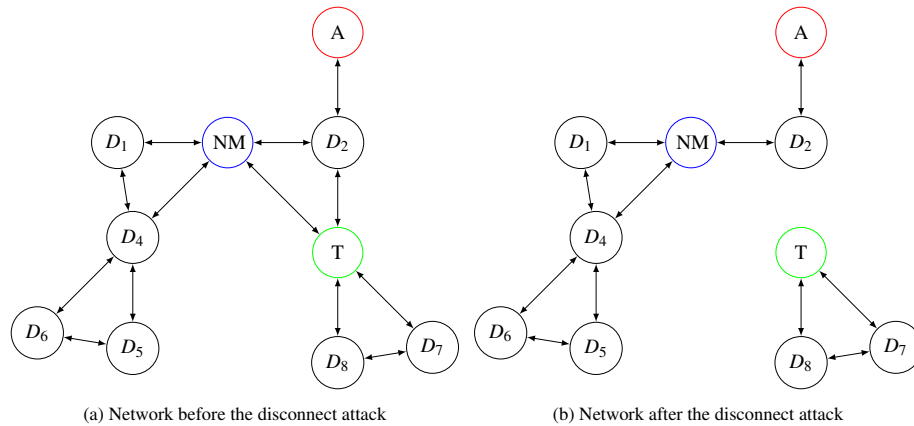 A A
D₁ NM D₂ D₁ NM D₂
D₄ T D₄ T
D₆ D₅ D₈ D₇ D₆ D₅ D₈ D₇
(a) Network before the disconnect attack (b) Network after the disconnect attack